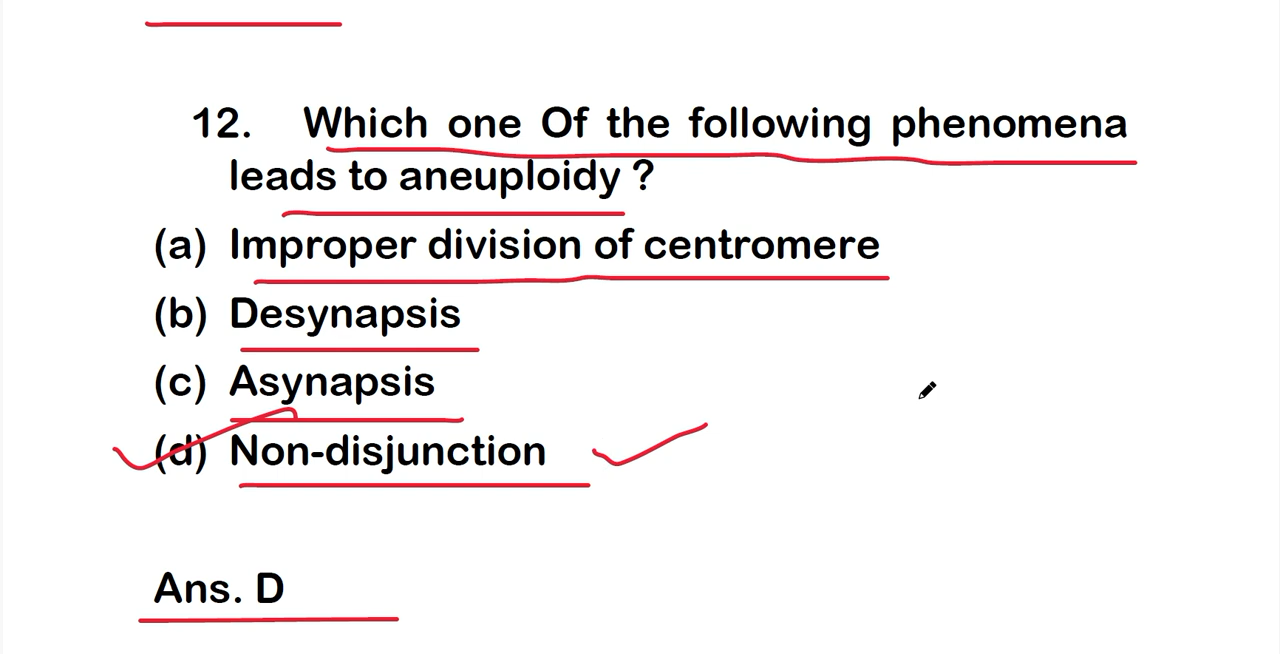 12. Which one Of the following phenomena
leads to aneuploidy ?
(a) Improper division of centromere
(b) Desynapsis
(c) Asynapsis
(d) Non-disjunction
Ans. D